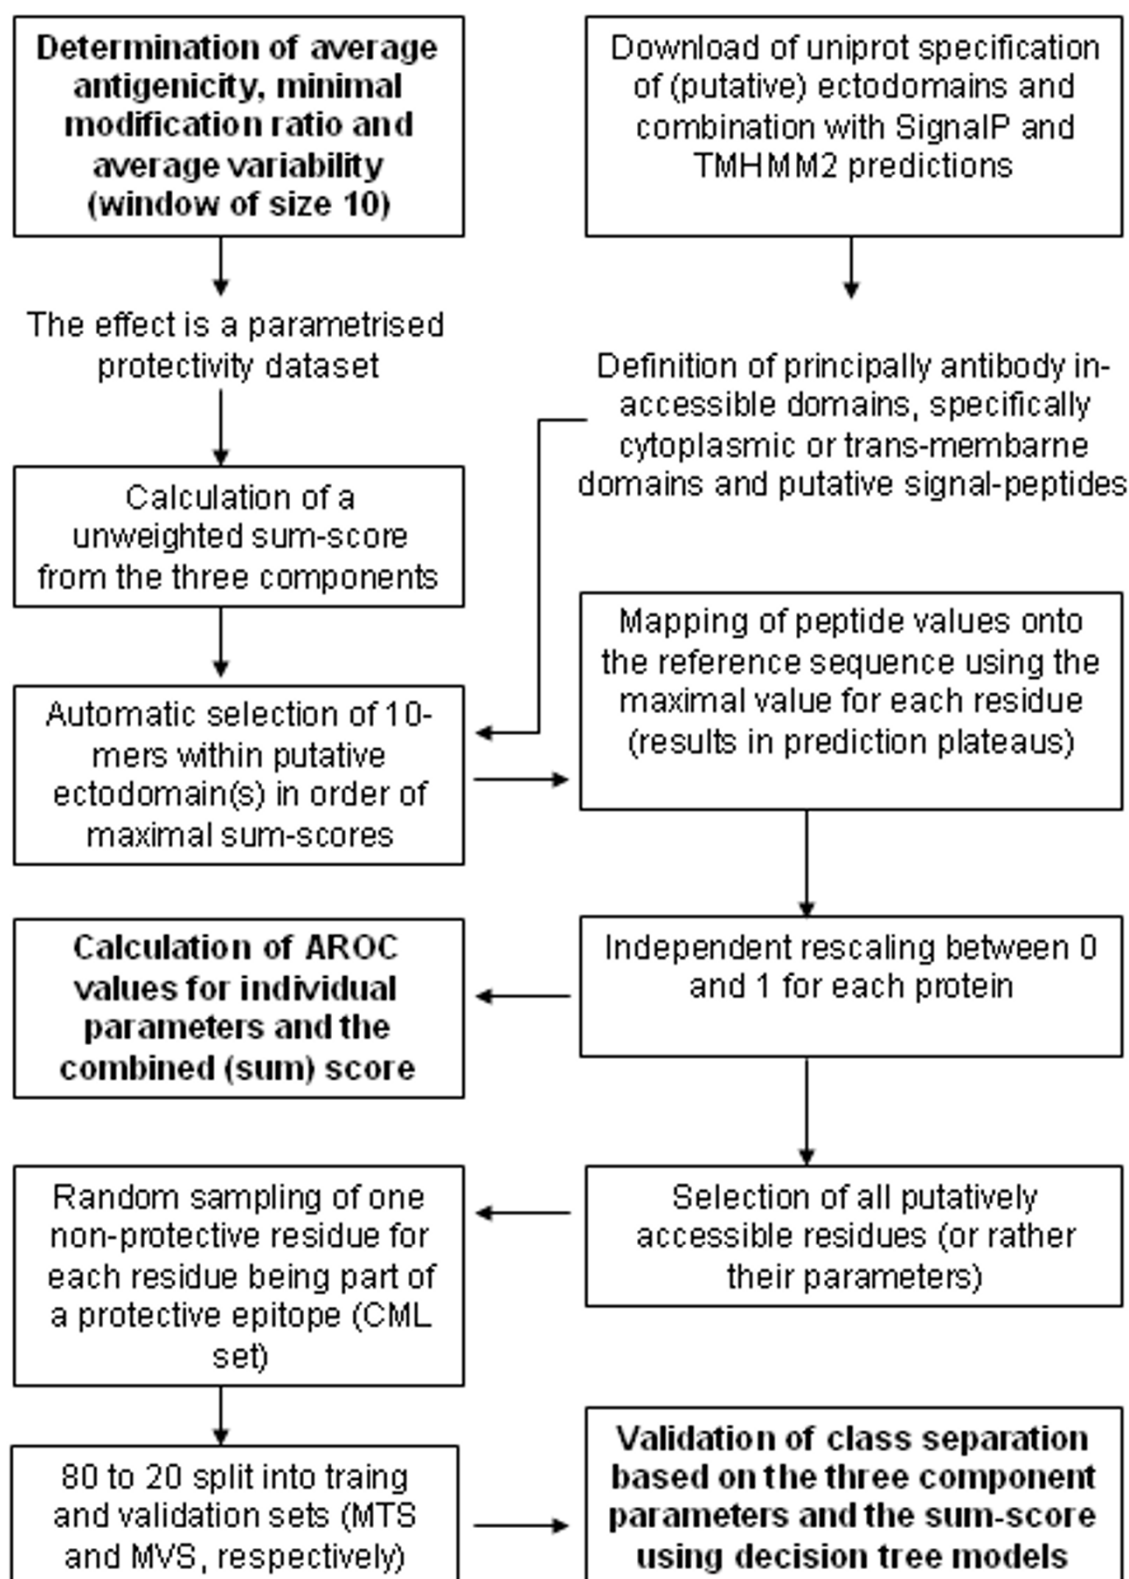 Determination of average
antigenicity, minimal
modification ratio and
average variability
(window of size 10)
Download of uniprot specification
of (putative) ectodomains and
combination with SignalP and
TMHMM2 predictions
The effect is a parametrised
protectivity dataset
Definition of principally antibody in-
accessible domains, specifically
cytoplasmic or trans-membarne
domains and putative signal-peptides
Calculation of a
unweighted sum-score
from the three components
Automatic selection of 10-
mers within putative
ectodomain(s) in order of
maximal sum-scores
Mapping of peptide values onto
the reference sequence using the
maximal value for each residue
(results in prediction plateaus)
Independent rescaling between 0
and 1 for each protein
Calculation of AROC
values for individual
parameters and the
combined (sum) score
Selection of all putatively
accessible residues (or rather
their parameters)
Random sampling of one
non-protective residue for
each residue being part of
a protective epitope (CML
set)
80 to 20 split into traing
and validation sets (MTS
and MVS, respectively)
Validation of class separation
based on the three component
parameters and the sum-score
using decision tree models